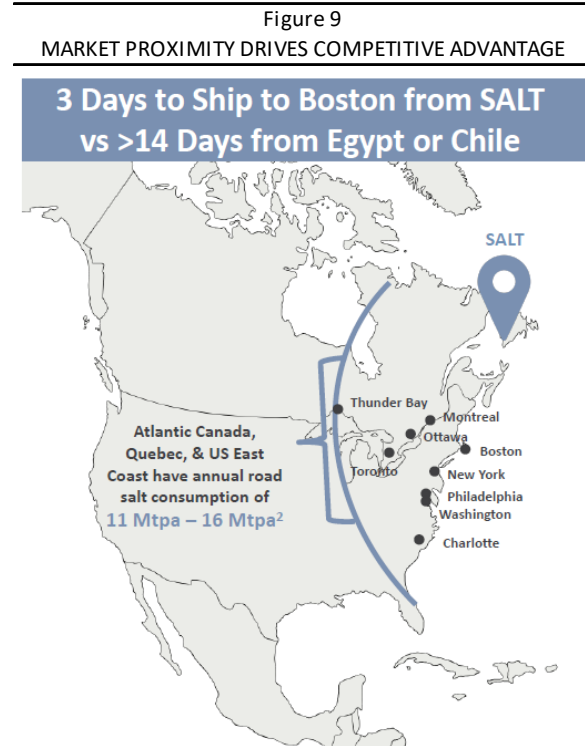 Figure 9
MARKET PROXIMITY DRIVES COMPETITIVE ADVANTAGE
3 Days to Ship to Boston from SALT
vs >14 Days from Egypt or Chile
SALT
Thunder Bay
Montreal
Ottawa
Boston
Toronto
New York
Philadelphia
Washington
Charlotte
Atlantic Canada,
Quebec, & US East
Coast have annual road
salt consumption of
11 Mtpa – 16 Mtpa²